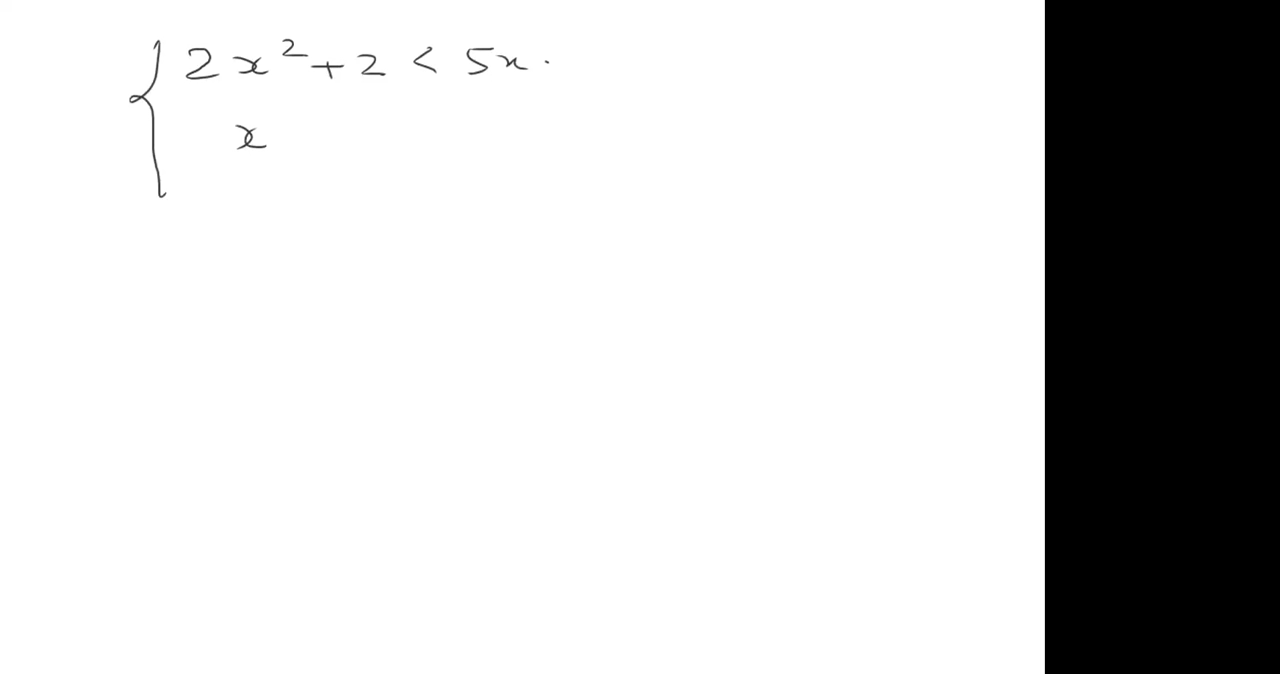 2x² + 2 < 5x.
x